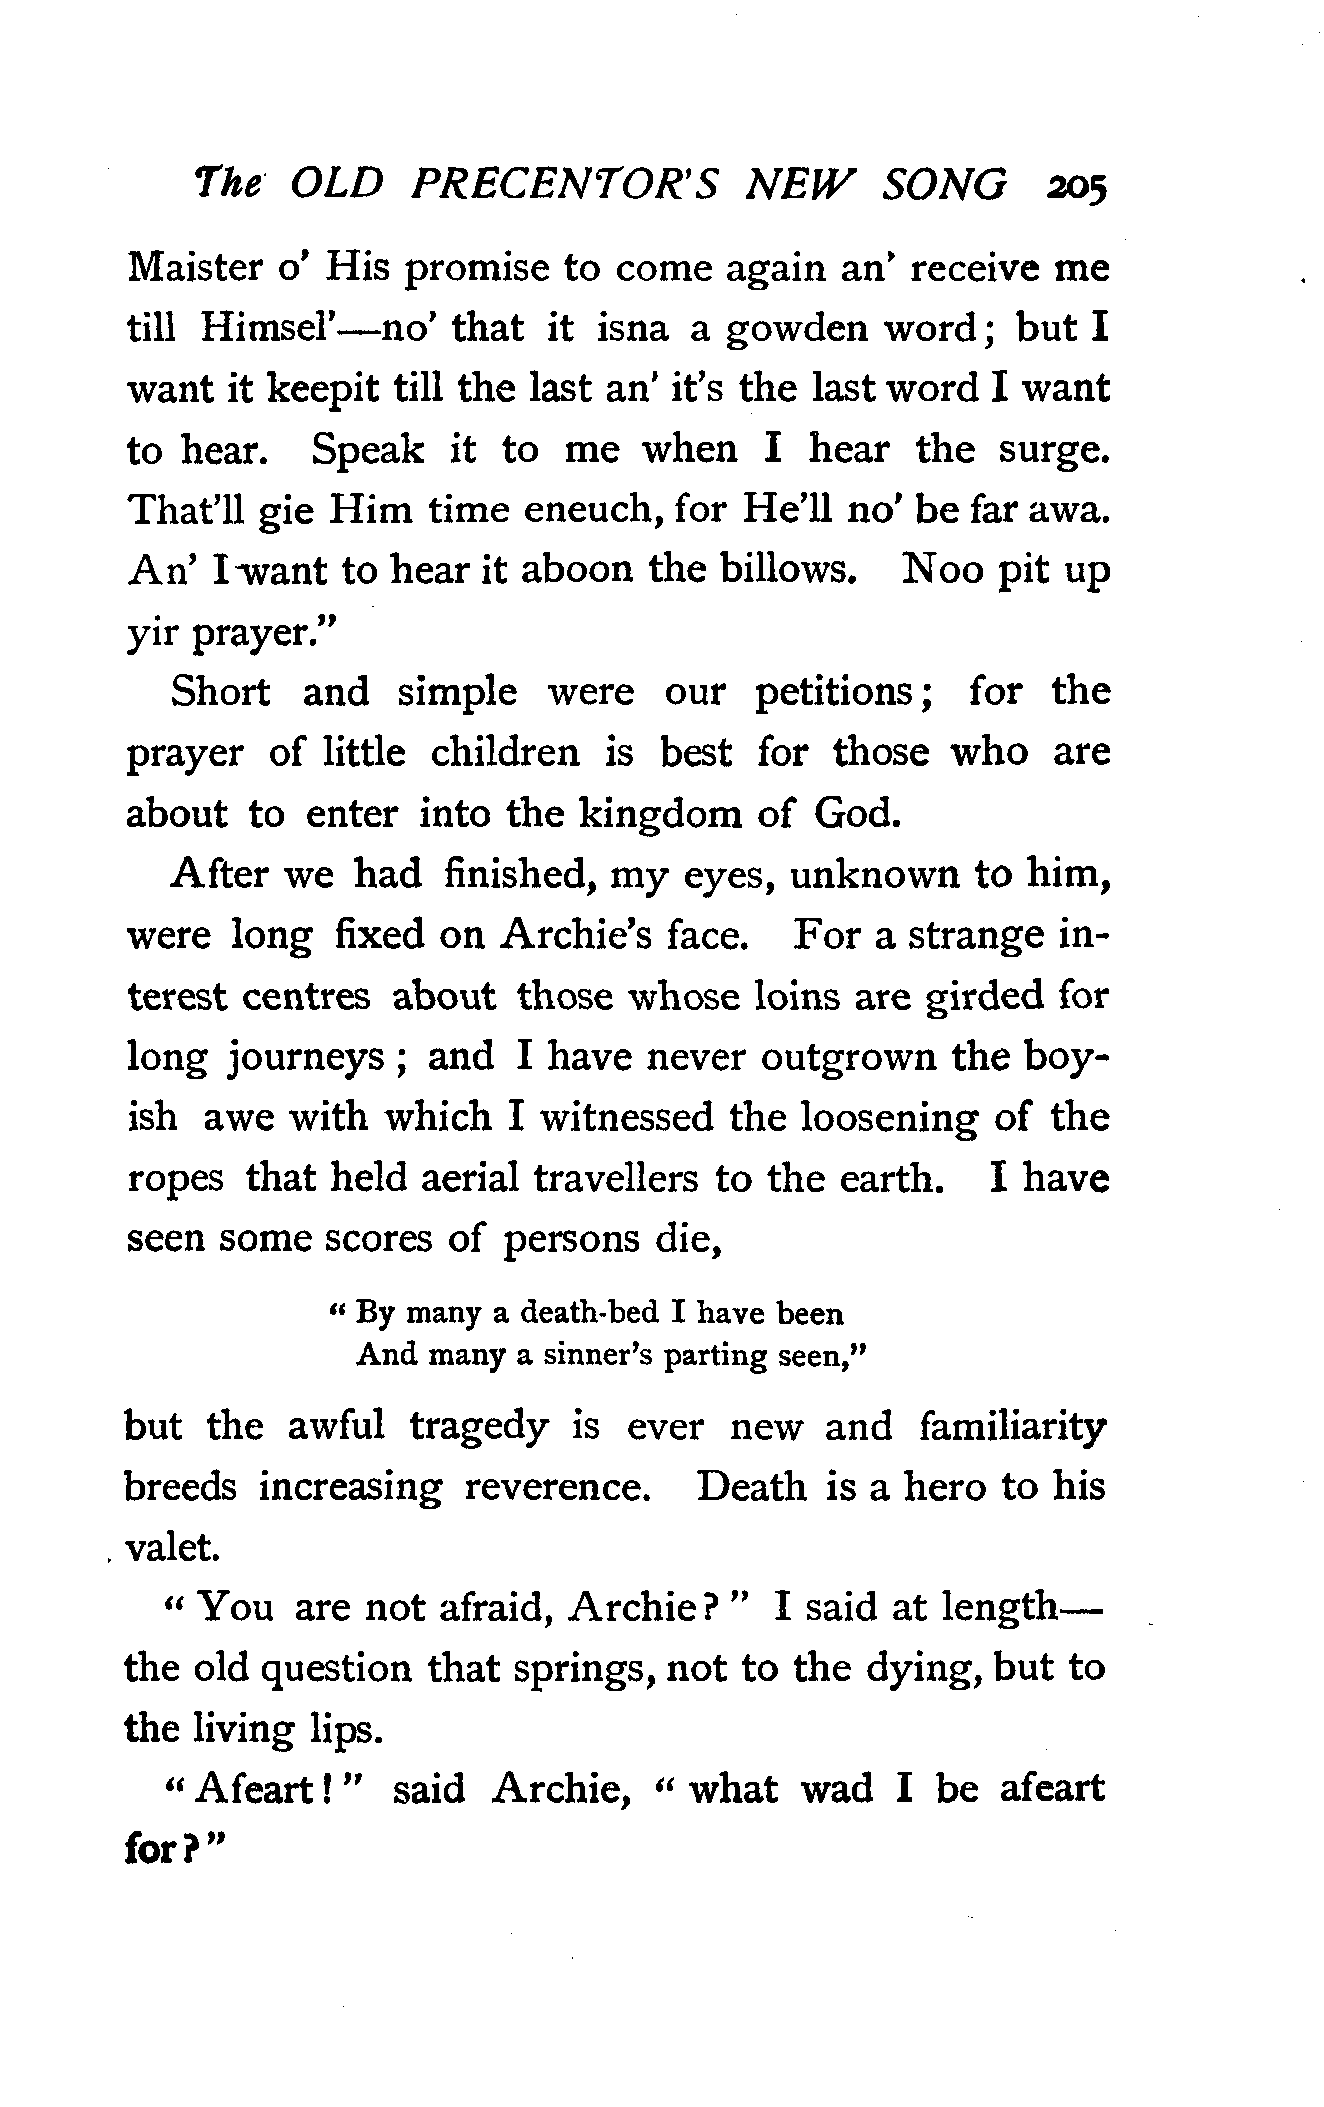 The OLD PRECENTOR'S NEW SONG 205
Maister o' His promise to come again an' receive me
till Himsel'—no' that it isna a gowden word; but I
want it keepit till the last an' it's the last word I want
to hear. Speak it to me when I hear the surge.
That'll gie Him time eneuch, for He'll no' be far awa.
An' I want to hear it aboon the billows. Noo pit up
yir prayer."
Short and simple were our petitions; for the
prayer of little children is best for those who are
about to enter into the kingdom of God.
After we had finished, my eyes, unknown to him,
were long fixed on Archie's face. For a strange in-
terest centres about those whose loins are girded for
long journeys; and I have never outgrown the boy-
ish awe with which I witnessed the loosening of the
ropes that held aerial travellers to the earth. I have
seen some scores of persons die,
"By many a death-bed I have been
And many a sinner's parting seen,"
but the awful tragedy is ever new and familiarity
breeds increasing reverence. Death is a hero to his
valet.
"You are not afraid, Archie?" I said at length—
the old question that springs, not to the dying, but to
the living lips.
"Afeart!" said Archie, "what wad I be afeart
for?"